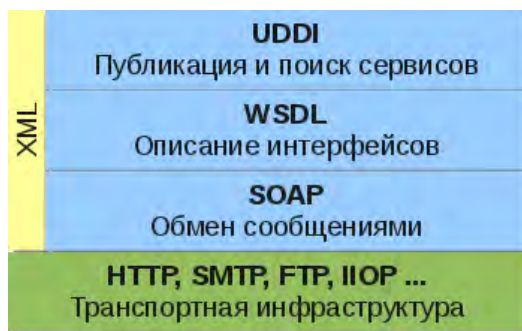 XML
UDDI
Публикация и поиск сервисов
WSDL
Описание интерфейсов
SOAP
Обмен сообщениями
HTTP, SMTP, FTP, IIOP ...
Транспортная инфраструктура